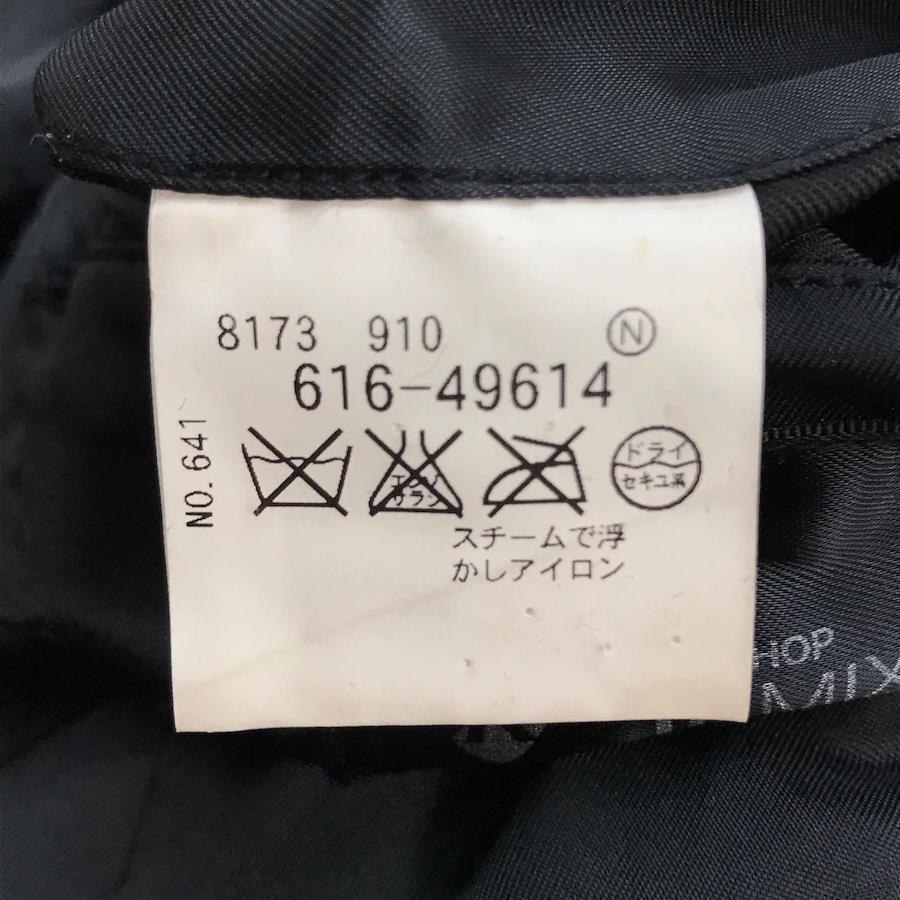 8173 910 Ⓝ
616-49614
NO. 641
エンソ
サラシ
ドライ
セキユ系
スチームで浮
かしアイロン
HOP
MIX